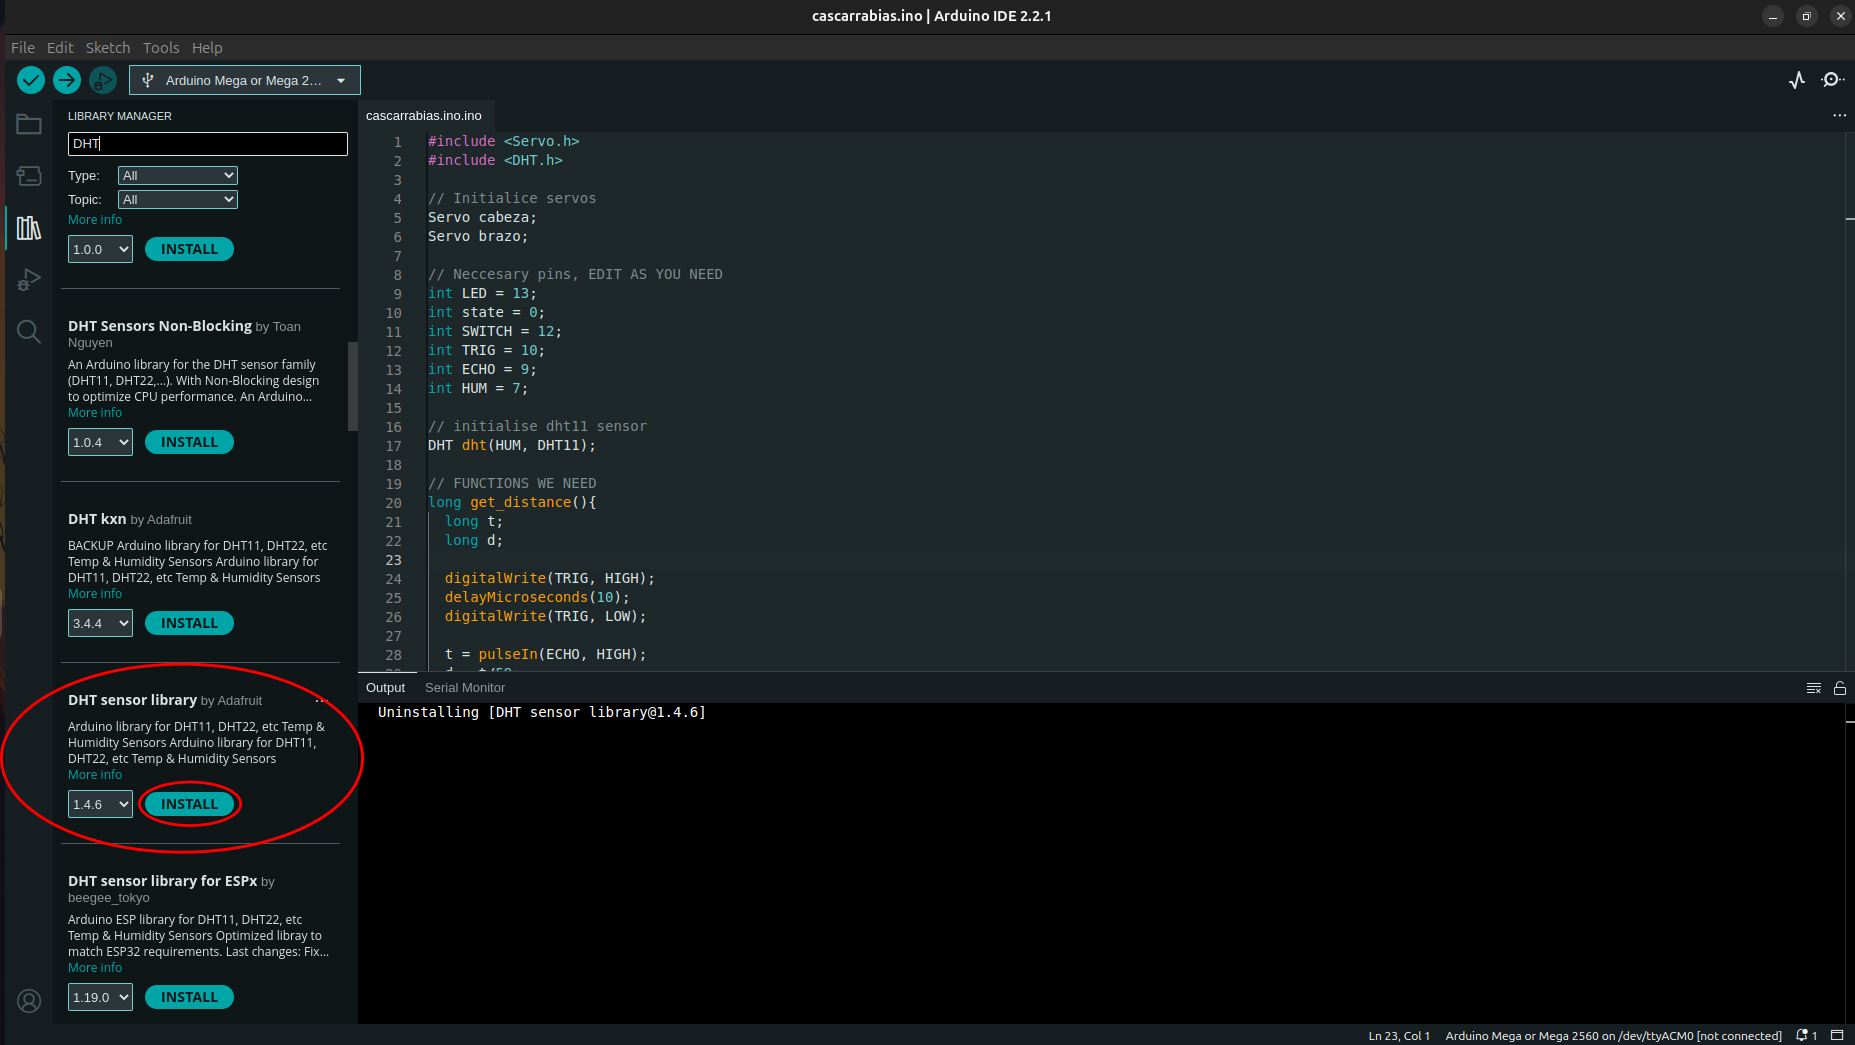 cascarrabias.ino | Arduino IDE 2.2.1
File Edit Sketch Tools Help
Arduino Mega or Mega 2...
LIBRARY MANAGER
DHT
Type: All
Topic: All
More info
1.0.0 INSTALL
DHT Sensors Non-Blocking by Toan
Nguyen
An Arduino library for the DHT sensor family
(DHT11, DHT22,...). With Non-Blocking design
to optimize CPU performance. An Arduino...
More info
1.0.4 INSTALL
DHT kxn by Adafruit
BACKUP Arduino library for DHT11, DHT22, etc
Temp & Humidity Sensors Arduino library for
DHT11, DHT22, etc Temp & Humidity Sensors
More info
3.4.4 INSTALL
DHT sensor library by Adafruit ...
Arduino library for DHT11, DHT22, etc Temp &
Humidity Sensors Arduino library for DHT11,
DHT22, etc Temp & Humidity Sensors
More info
1.4.6 INSTALL
DHT sensor library for ESPx by
beegee_tokyo
Arduino ESP library for DHT11, DHT22, etc
Temp & Humidity Sensors Optimized libray to
match ESP32 requirements. Last changes: Fix...
More info
1.19.0 INSTALL
cascarrabias.ino.ino
1 #include <Servo.h>
2 #include <DHT.h>
3
4 // Initialice servos
5 Servo cabeza;
6 Servo brazo;
7
8 // Neccesary pins, EDIT AS YOU NEED
9 int LED = 13;
10 int state = 0;
11 int SWITCH = 12;
12 int TRIG = 10;
13 int ECHO = 9;
14 int HUM = 7;
15
16 // initialise dht11 sensor
17 DHT dht(HUM, DHT11);
18
19 // FUNCTIONS WE NEED
20 long get_distance(){
21 long t;
22 long d;
23
24 digitalWrite(TRIG, HIGH);
25 delayMicroseconds(10);
26 digitalWrite(TRIG, LOW);
27
28 t = pulseIn(ECHO, HIGH);
Output Serial Monitor
Uninstalling [DHT sensor library@1.4.6]
Ln 23, Col 1 Arduino Mega or Mega 2560 on /dev/ttyACM0 [not connected] 1